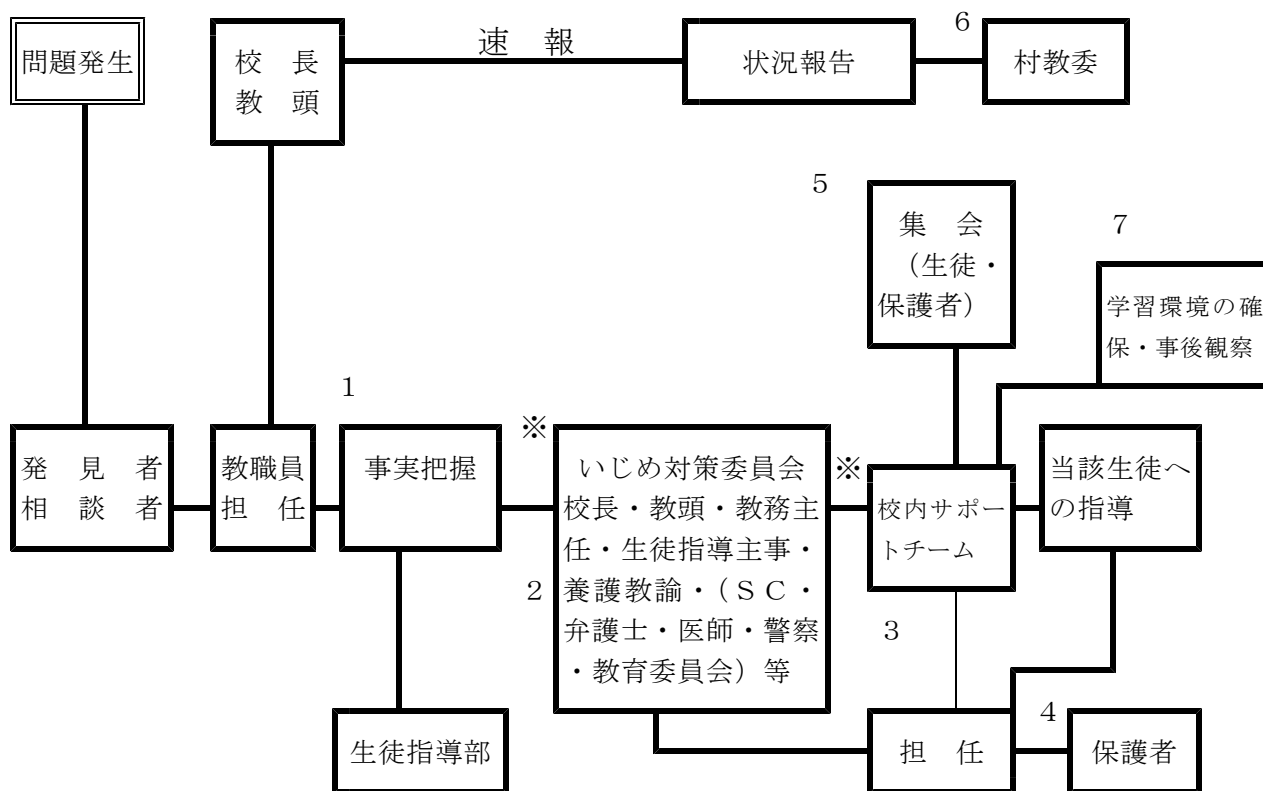 問題発生
校　長
教　頭
速　報
状況報告
6
村教委
5
集　会
（生徒・
保護者）
7
学習環境の確
保・事後観察
1
発　見　者
相　談　者
教職員
担　任
事実把握
※
いじめ対策委員会
校長・教頭・教務主
任・生徒指導主事・
養護教諭・（ＳＣ・
弁護士・医師・警察
・教育委員会）等
2
※
校内サポー
トチーム
当該生徒へ
の指導
3
生徒指導部
担　任
4
保護者